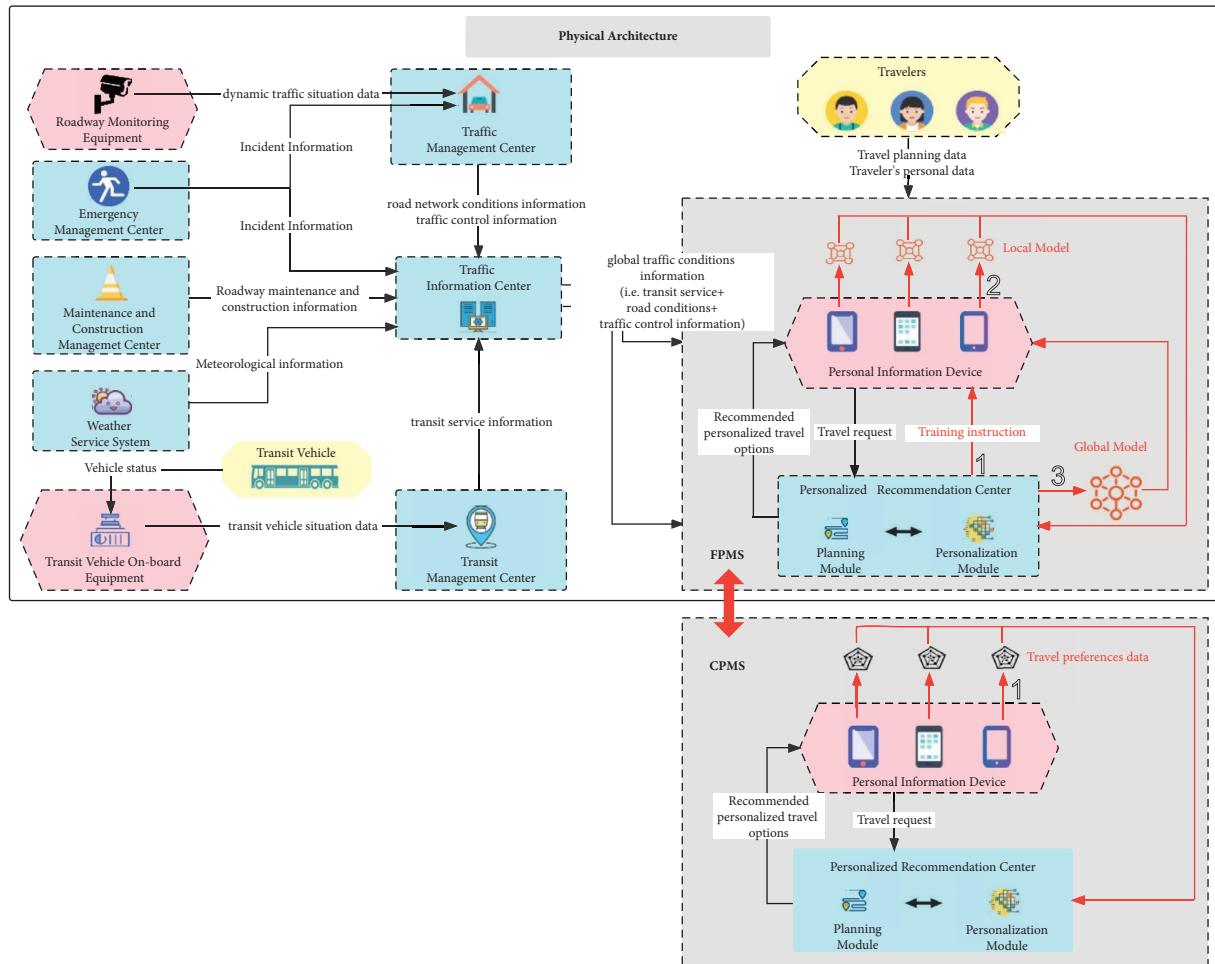 Physical Architecture
Roadway Monitoring
Equipment
dynamic traffic situation data
Traffic
Management Center
Incident Information
Emergency
Management Center
Incident Information
road network conditions information
traffic control information
Traffic
Information Center
Maintenance and
Construction
Managemet Center
Roadway maintenance and
construction information
Meteorological information
Weather
Service System
transit service information
Vehicle status
Transit Vehicle
Transit Vehicle On-board
Equipment
transit vehicle situation data
Transit
Management Center
Travelers
Travel planning data
Traveler's personal data
global traffic conditions
information
(i.e. transit service+
road conditions+
traffic control information)
Local Model
2
Personal Information Device
Recommended
personalized travel
options
Travel request
Training instruction
1
Global Model
3
Personalized Recommendation Center
Planning
Module
Personalization
Module
FPMS
CPMS
Travel preferences data
1
Personal Information Device
Recommended
personalized travel
options
Travel request
Personalized Recommendation Center
Planning
Module
Personalization
Module